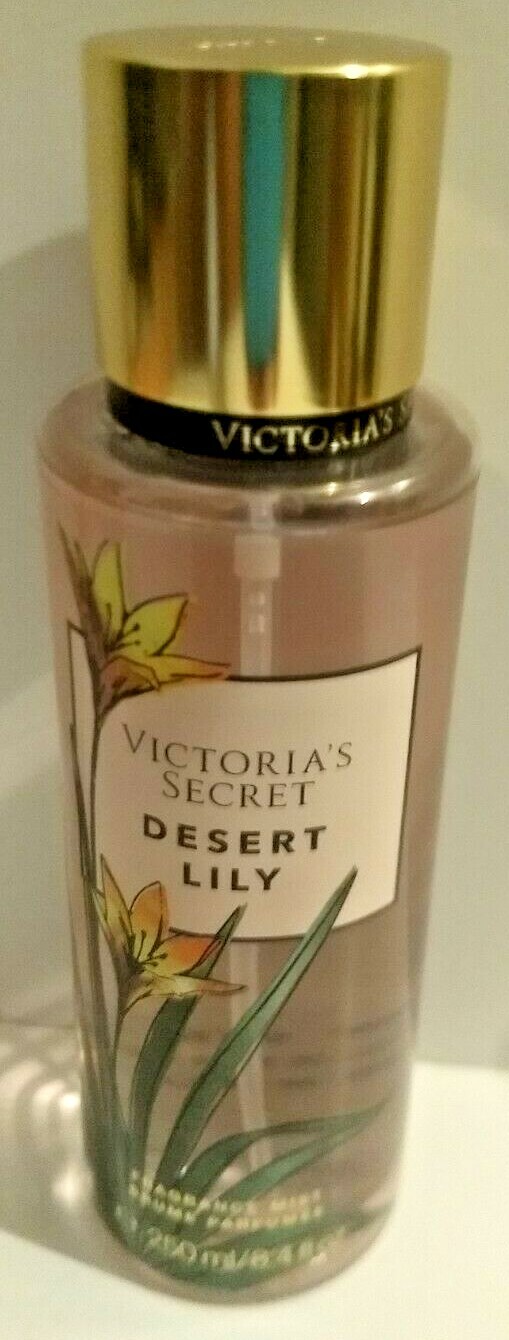 VICTORIA'S S
VICTORIA'S
SECRET
DESERT
LILY
FRAGRANCE MIST
BRUME PARFUMÉE
250 ml/8.4 fl oz